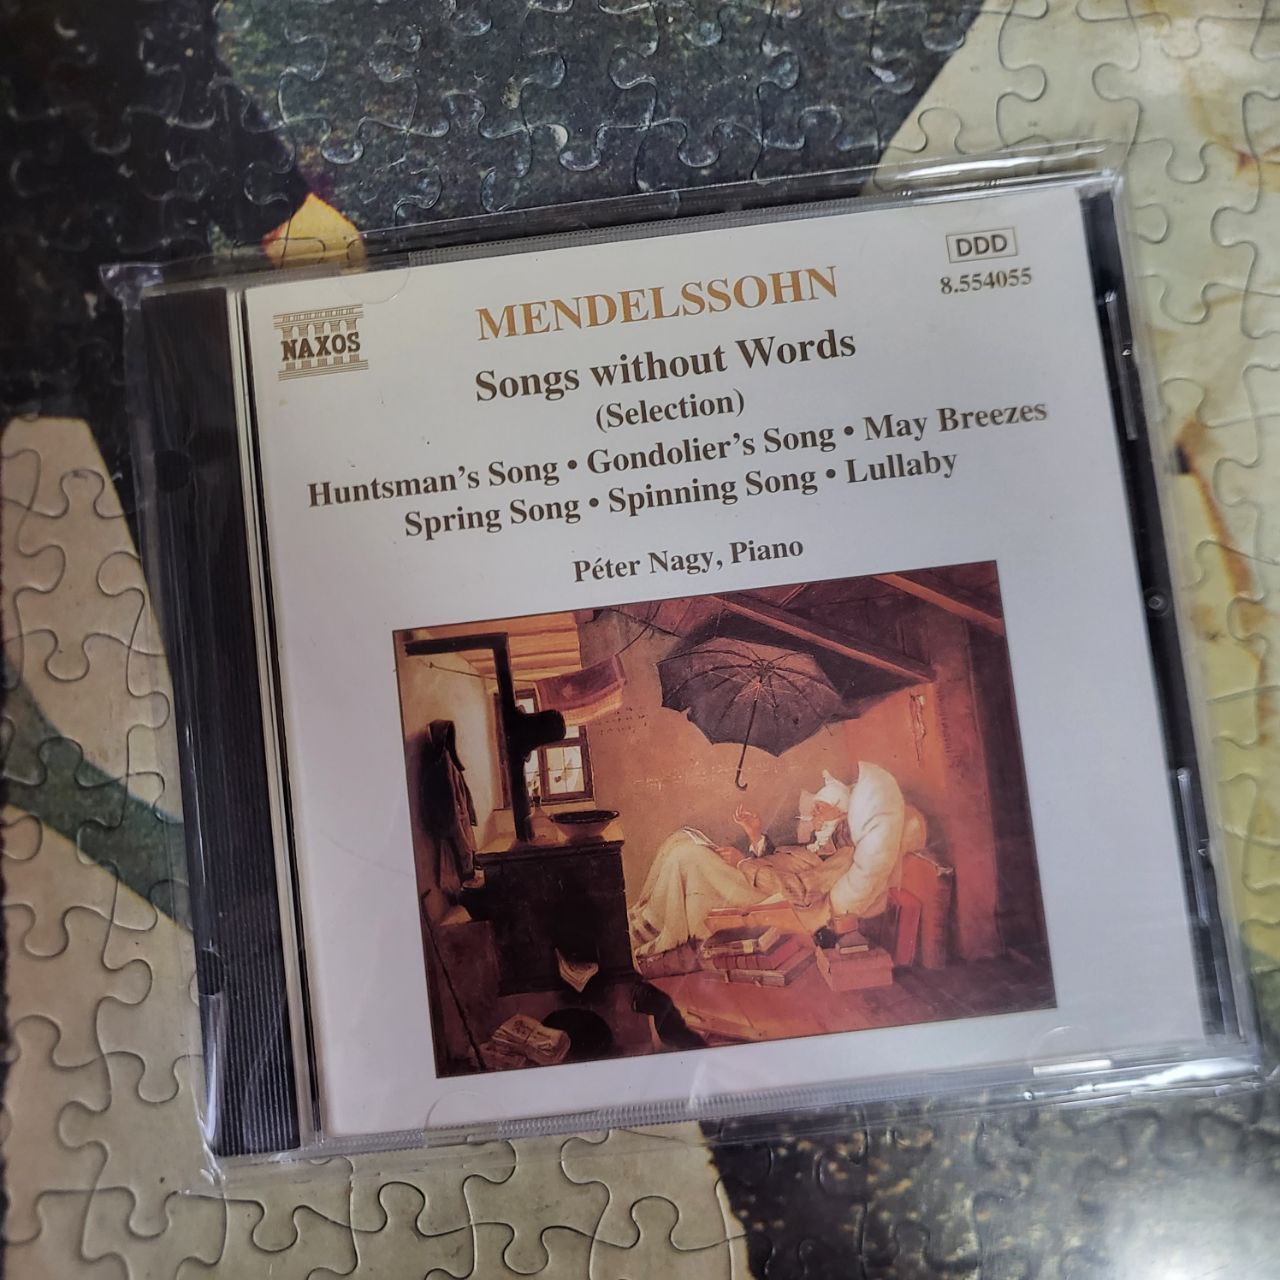 DDD
8.554055
NAXOS
MENDELSSOHN
Songs without Words
(Selection)
Huntsman's Song • Gondolier's Song • May Breezes
Spring Song • Spinning Song • Lullaby
Péter Nagy, Piano